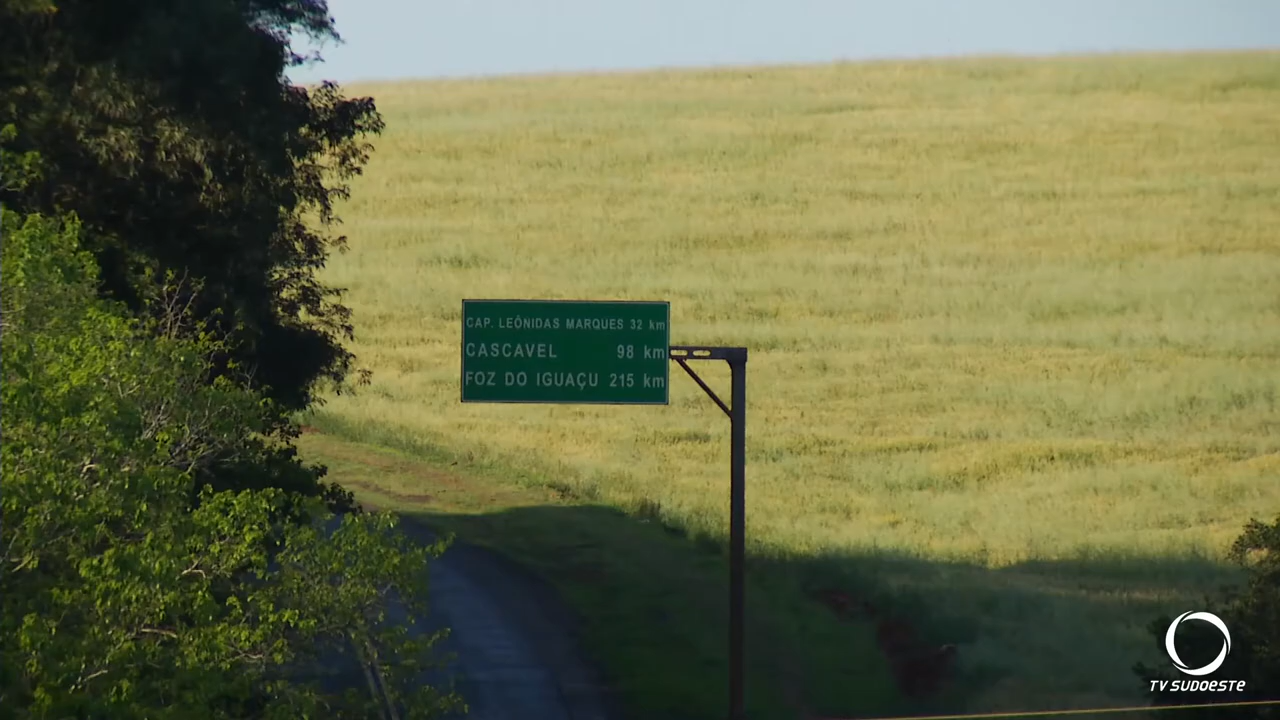 CAP. LEÔNIDAS MARQUES 32 km
CASCAVEL 98 km
FOZ DO IGUAÇU 215 km
TV SUDOESTE